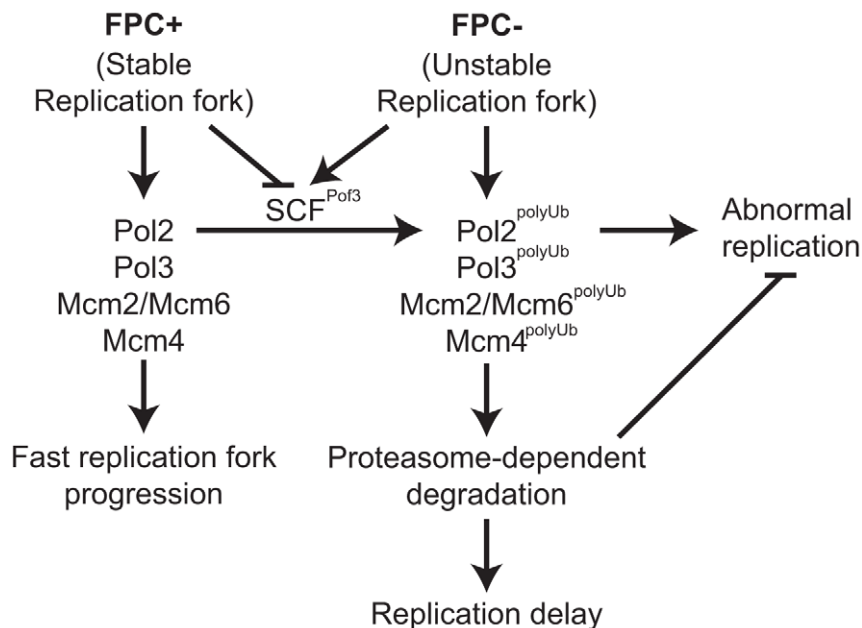 FPC+
(Stable
Replication fork)
FPC-
(Unstable
Replication fork)
SCF^Pof3
Pol2
Pol3
Mcm2/Mcm6
Mcm4
Pol2^polyUb
Pol3^polyUb
Mcm2/Mcm6^polyUb
Mcm4^polyUb
Abnormal
replication
Fast replication fork
progression
Proteasome-dependent
degradation
Replication delay